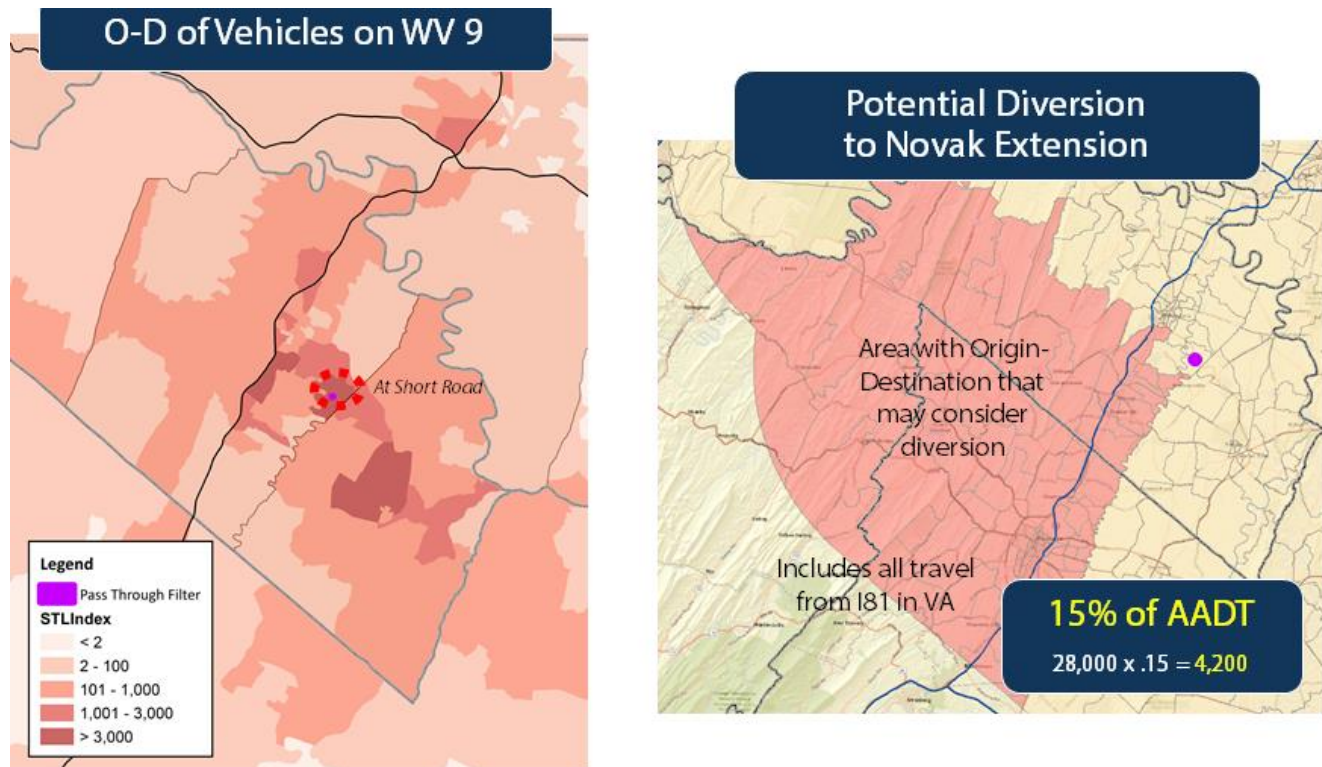 O-D of Vehicles on WV 9
At Short Road
Legend
Pass Through Filter
STLIndex
< 2
2 - 100
101 - 1,000
1,001 - 3,000
> 3,000
Potential Diversion
to Novak Extension
Area with Origin-
Destination that
may consider
diversion
Includes all travel
from I81 in VA
15% of AADT
28,000 x .15 = 4,200